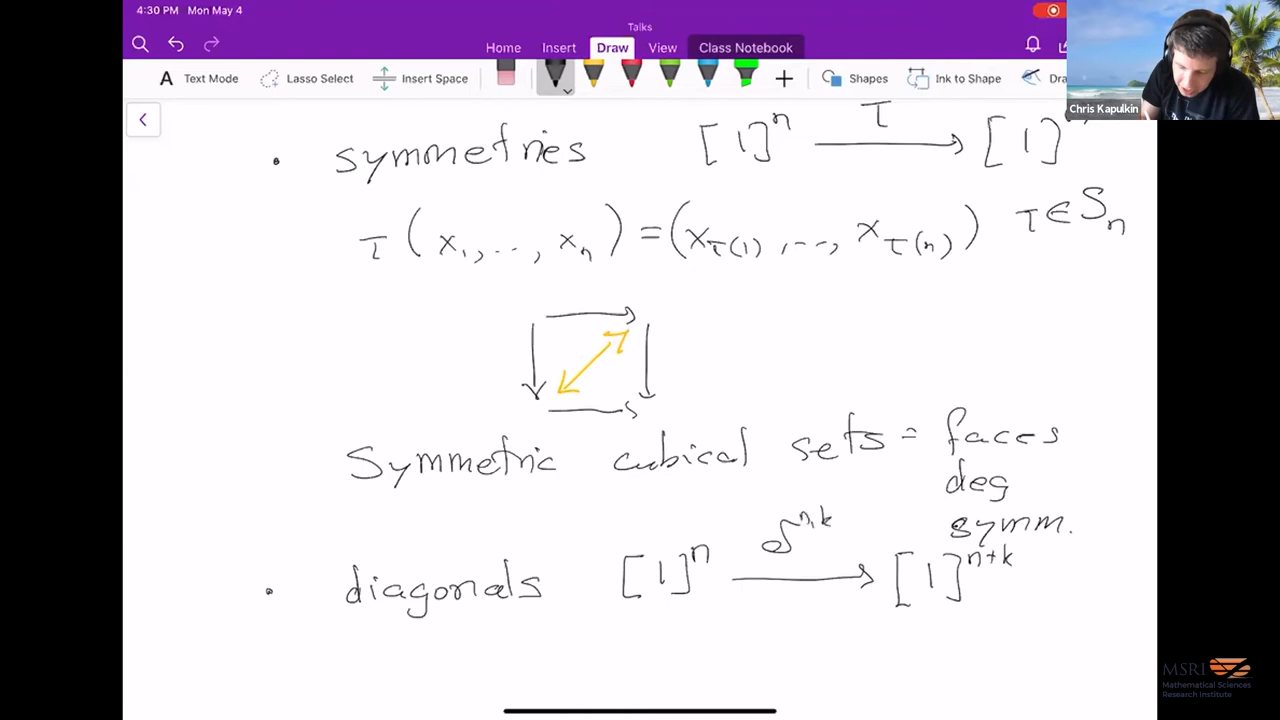 4:30 PM Mon May 4
Talks
Home Insert Draw View Class Notebook
Text Mode Lasso Select Insert Space Shapes Ink to Shape
Chris Kapulkin
• symmetries [1]ⁿ τ → [1]
τ(x₁, ..., xₙ) = (x_τ(1), ..., x_τ(n)) τ ∈ Sₙ
Symmetric cubical sets = faces
deg
symm.
• diagonals [1]ⁿ δⁿ,ᵏ → [1]ⁿ⁺ᵏ
MSRI
Mathematical Sciences
Research Institute